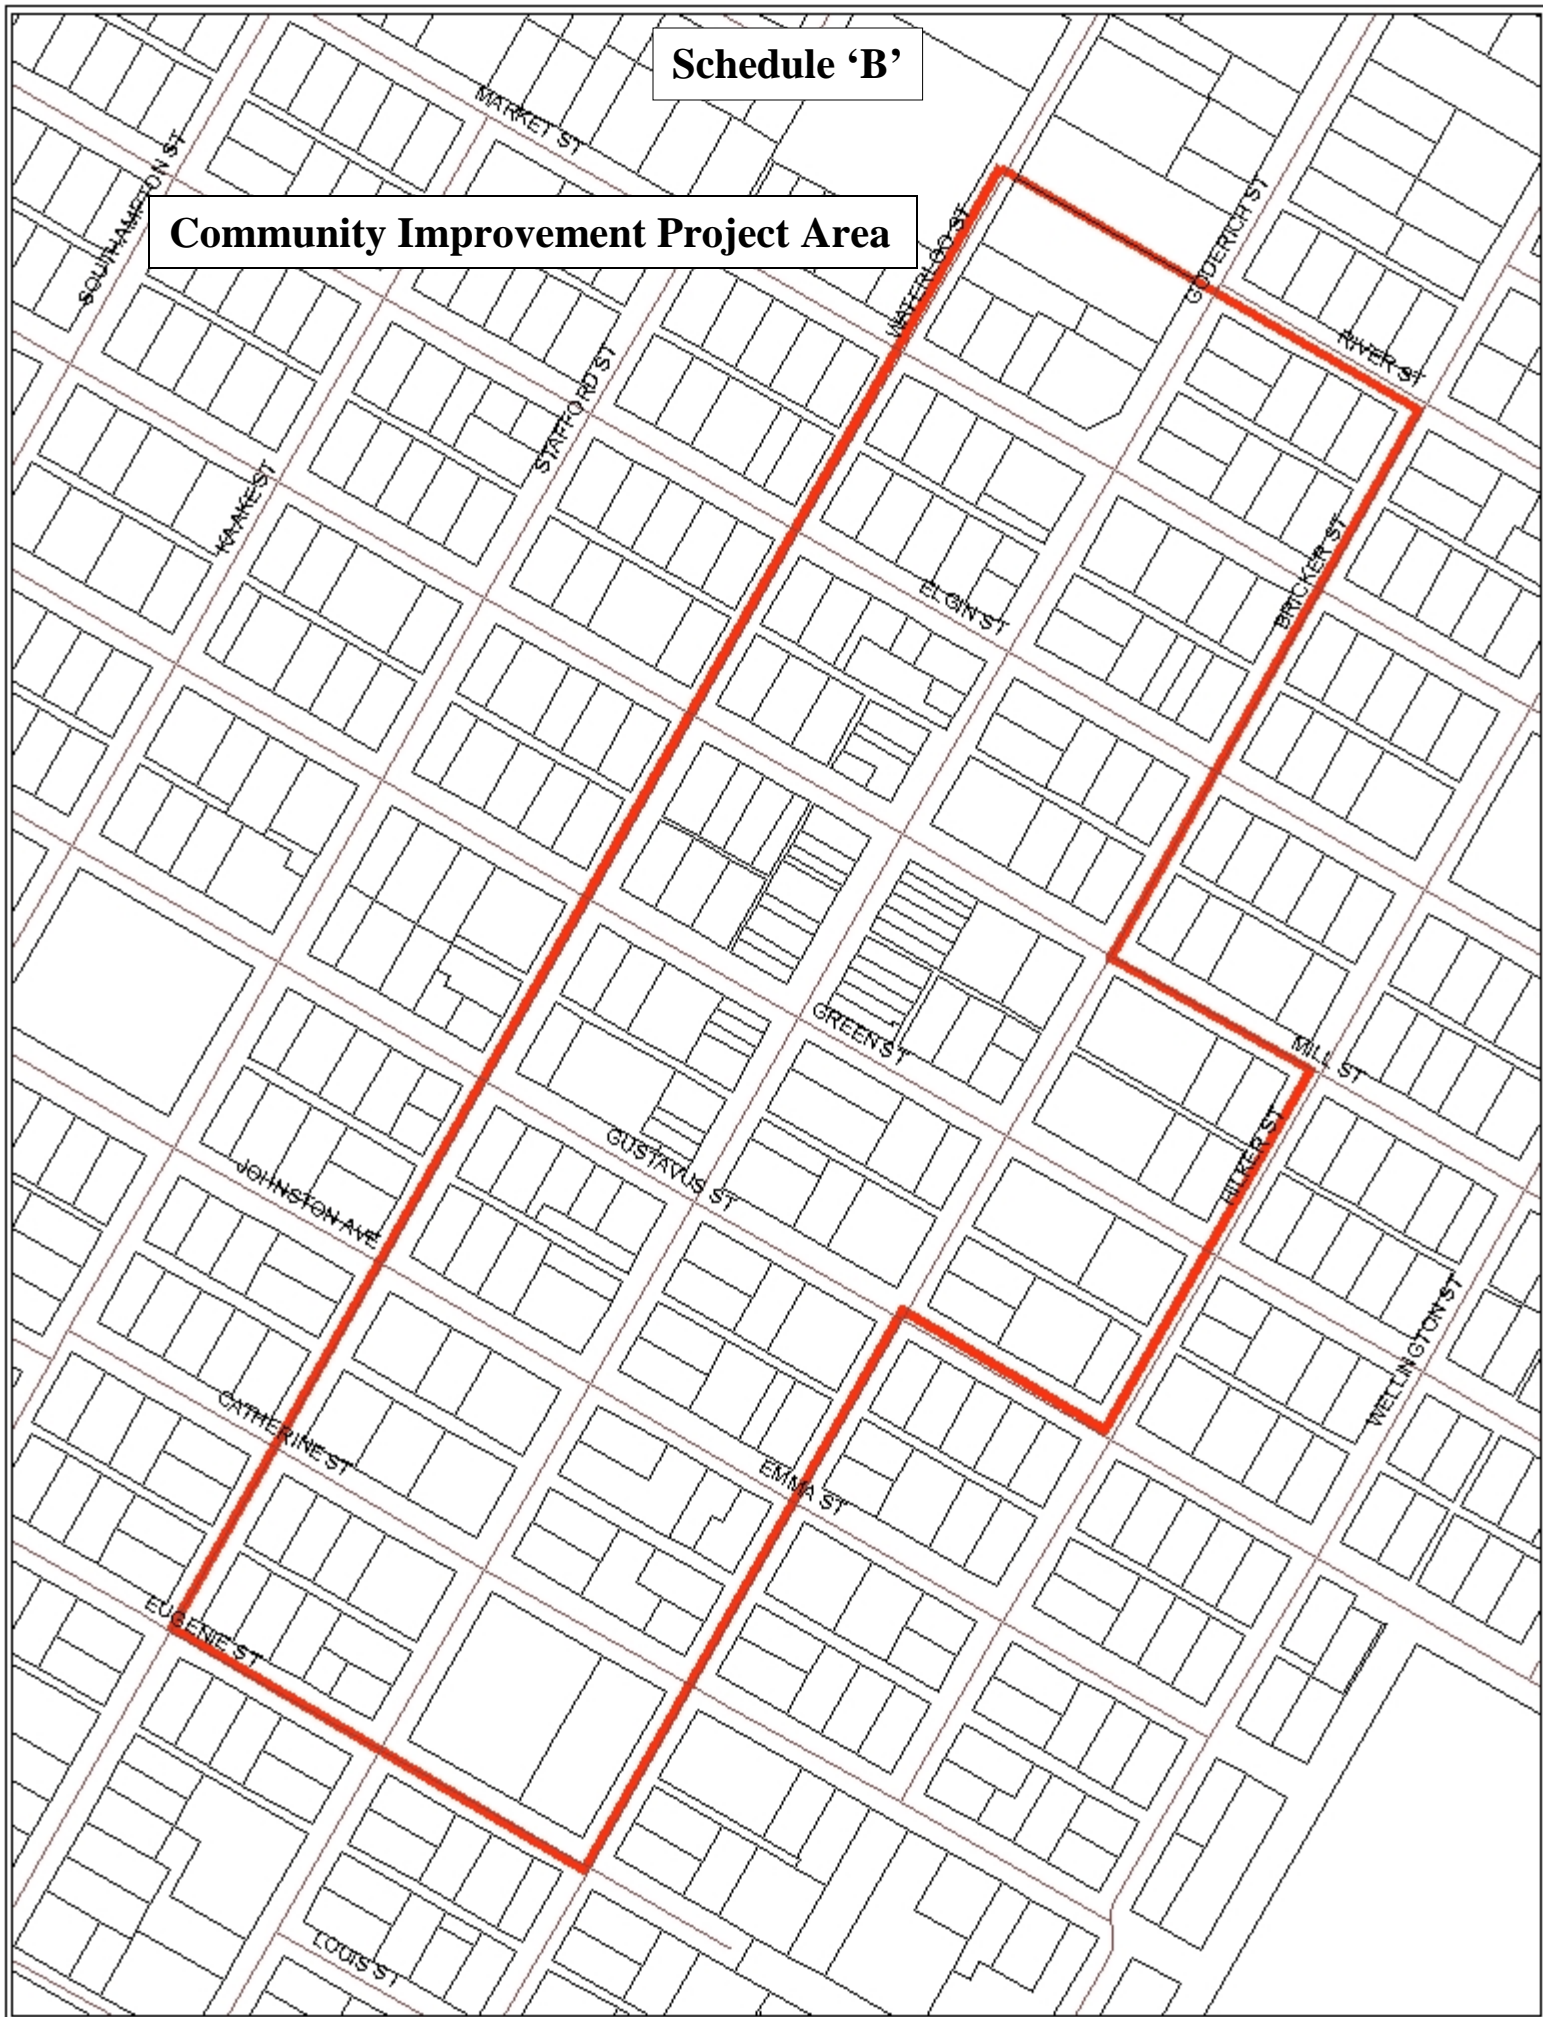 Schedule ‘B’
MARKET ST
SOUTHAMPTON ST
Community Improvement Project Area
WATERLOO ST
GODERICH ST
RIVER ST
STAFFORD ST
KAAKE ST
BRICKER ST
ELGIN ST
GREEN ST
MILL ST
HILKER ST
GUSTAVUS ST
JOHNSTON AVE
WELLINGTON ST
CATHERINE ST
EMMA ST
EUGENIE ST
LOUIS ST